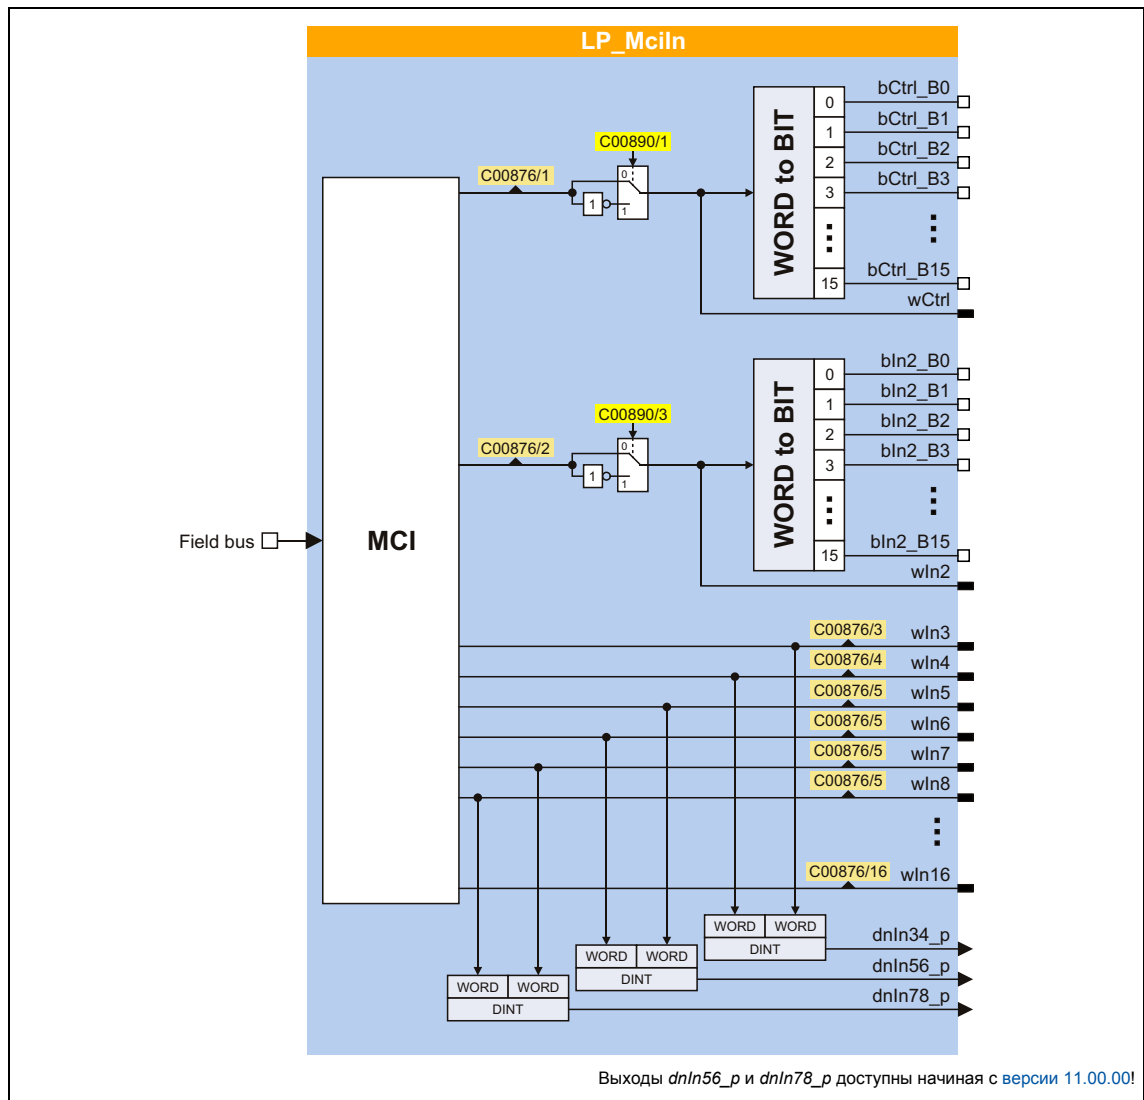 LP_MciIn
bCtrl_B0
bCtrl_B1
bCtrl_B2
bCtrl_B3
bCtrl_B15
wCtrl
WORD to BIT
0
1
2
3
15
C00890/1
C00876/1
0
1
1
bIn2_B0
bIn2_B1
bIn2_B2
bIn2_B3
bIn2_B15
wIn2
WORD to BIT
0
1
2
3
15
C00890/3
C00876/2
0
1
1
Field bus
MCI
C00876/3 wIn3
C00876/4 wIn4
C00876/5 wIn5
C00876/5 wIn6
C00876/5 wIn7
C00876/5 wIn8
C00876/16 wIn16
WORD WORD
DINT
dnIn34_p
WORD WORD
DINT
dnIn56_p
WORD WORD
DINT
dnIn78_p
Выходы dnIn56_p и dnIn78_p доступны начиная с версии 11.00.00!